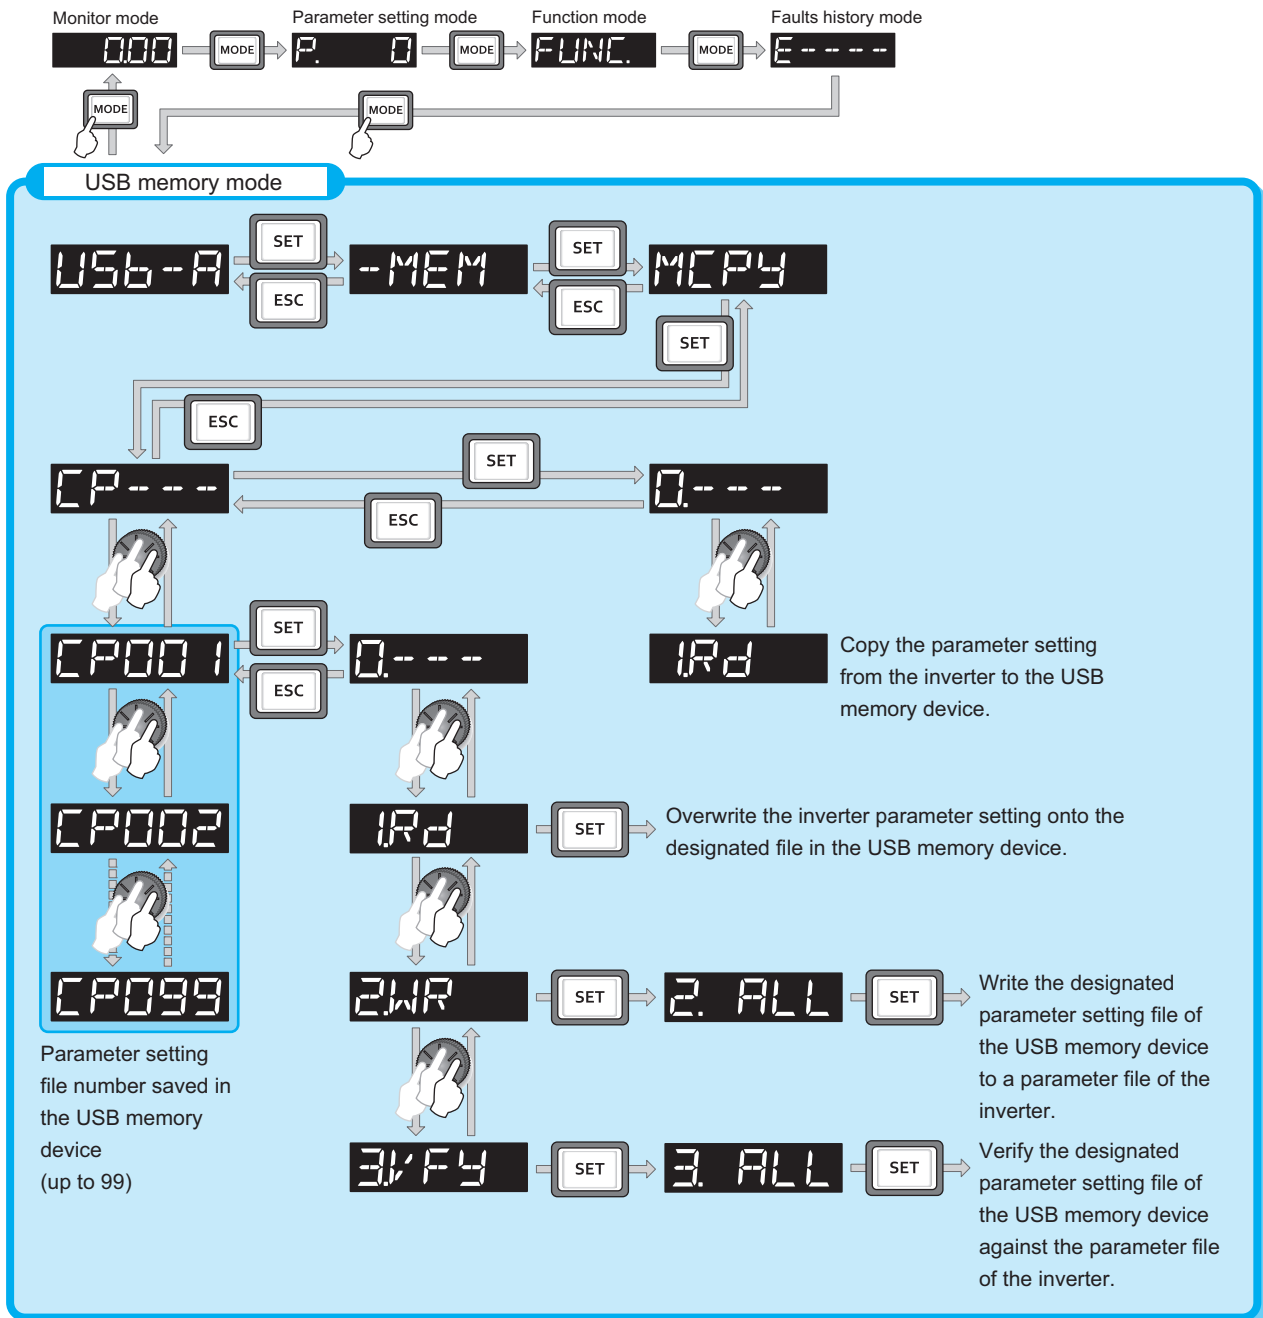 Monitor mode
Parameter setting mode
Function mode
Faults history mode
0.00
MODE
P. 0
MODE
FUNC.
MODE
E----
MODE
MODE
USB memory mode
USb-A
SET
ESC
-MEM
SET
ESC
MCPY
SET
ESC
CP---
SET
ESC
0.---
CP001
SET
ESC
0.---
1.Rd
Copy the parameter setting
from the inverter to the USB
memory device.
CP002
1.Rd
SET
Overwrite the inverter parameter setting onto the
designated file in the USB memory device.
CP099
2.WR
SET
2. ALL
SET
Write the designated
parameter setting file of
the USB memory device
to a parameter file of the
inverter.
Parameter setting
file number saved in
the USB memory
device
(up to 99)
3.VFY
SET
3. ALL
SET
Verify the designated
parameter setting file of
the USB memory device
against the parameter file
of the inverter.